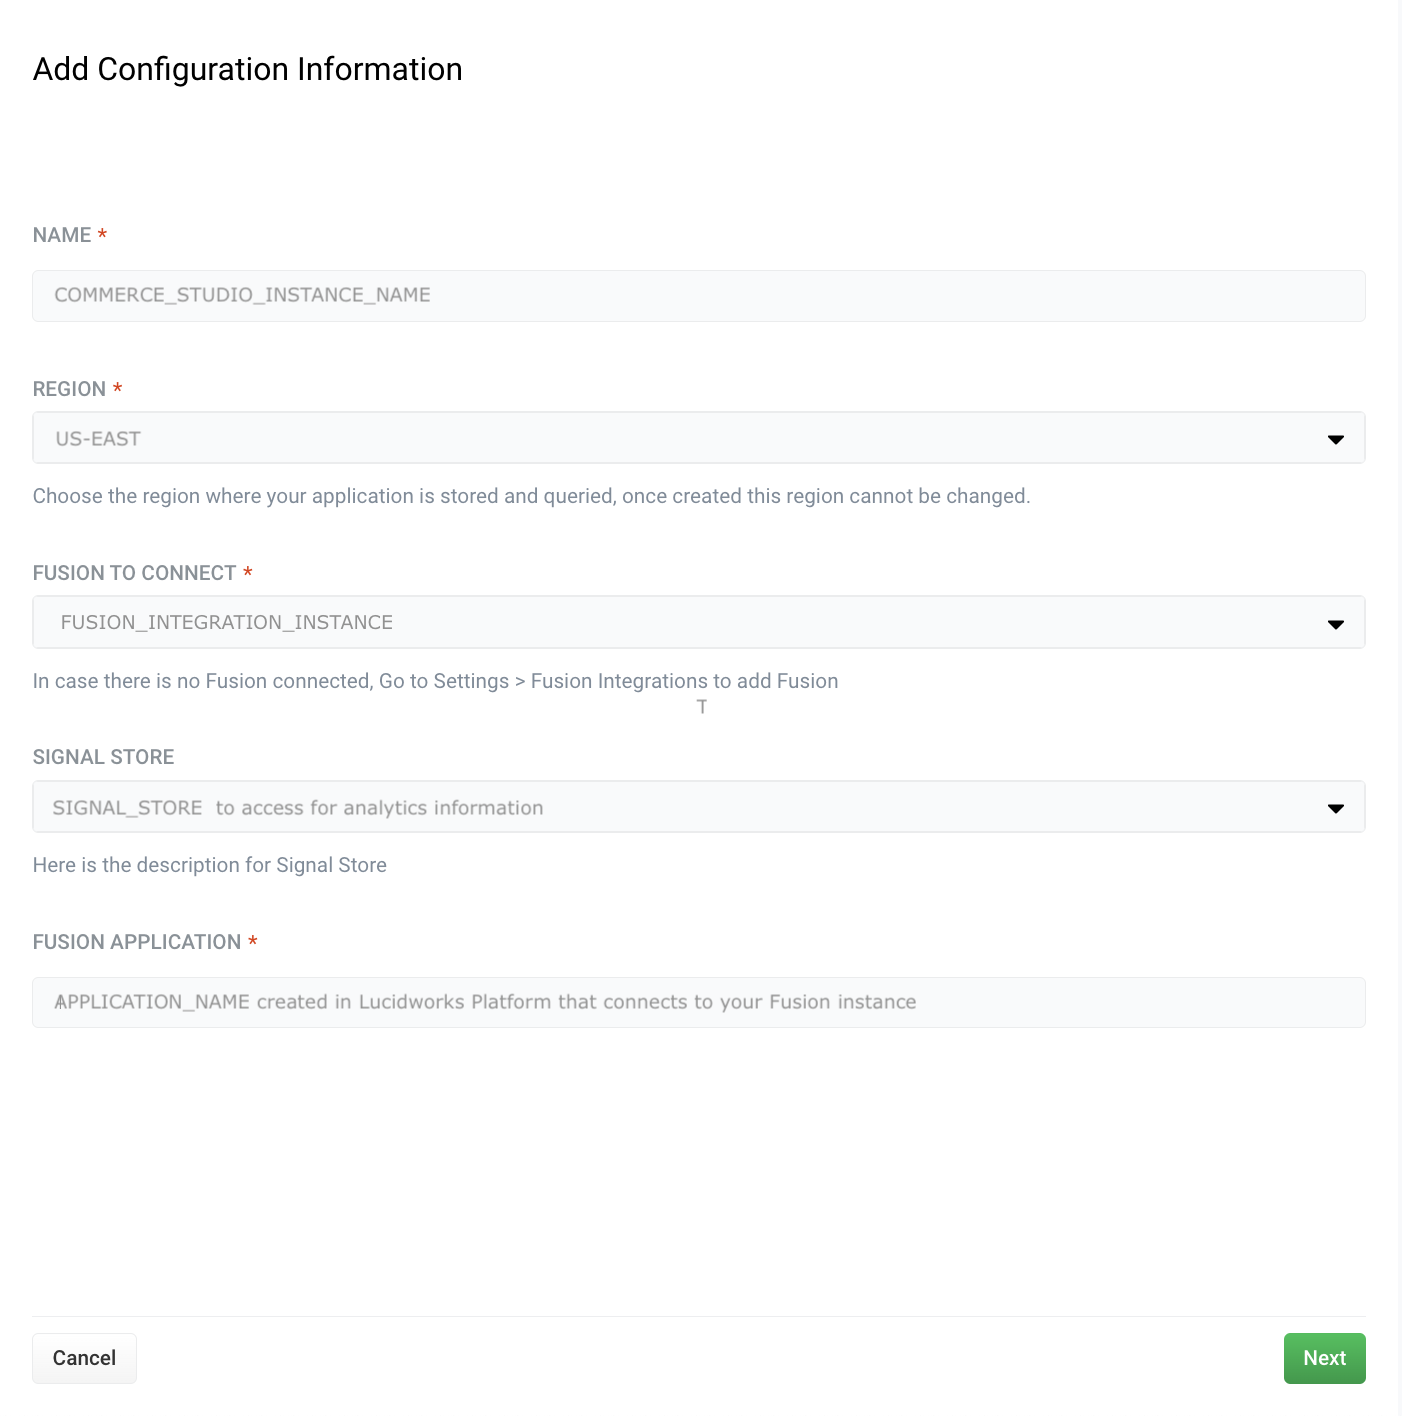 Add Configuration Information
NAME *
COMMERCE_STUDIO_INSTANCE_NAME
REGION *
US-EAST
Choose the region where your application is stored and queried, once created this region cannot be changed.
FUSION TO CONNECT *
FUSION_INTEGRATION_INSTANCE
In case there is no Fusion connected, Go to Settings > Fusion Integrations to add Fusion
T
SIGNAL STORE
SIGNAL_STORE to access for analytics information
Here is the description for Signal Store
FUSION APPLICATION *
APPLICATION_NAME created in Lucidworks Platform that connects to your Fusion instance
Cancel
Next